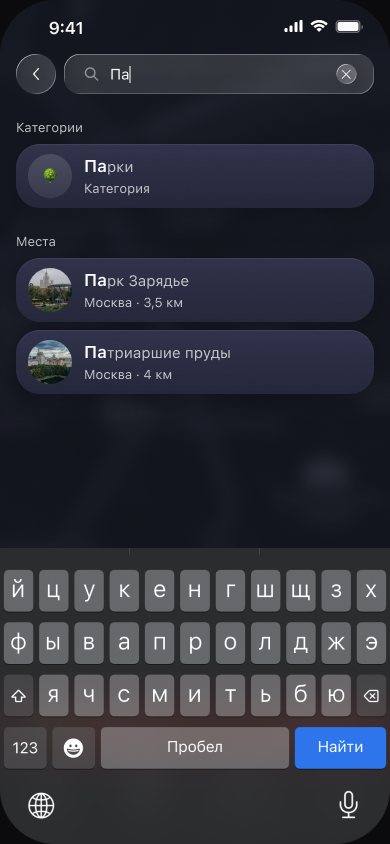 9:41
Па
Категории
Парки
Категория
Места
Парк Зарядье
Москва · 3,5 км
Патриаршие пруды
Москва · 4 км
й ц у к е н г ш щ з х
ф ы в а п р о л д ж э
я ч с м и т ь б ю
123 Пробел Найти